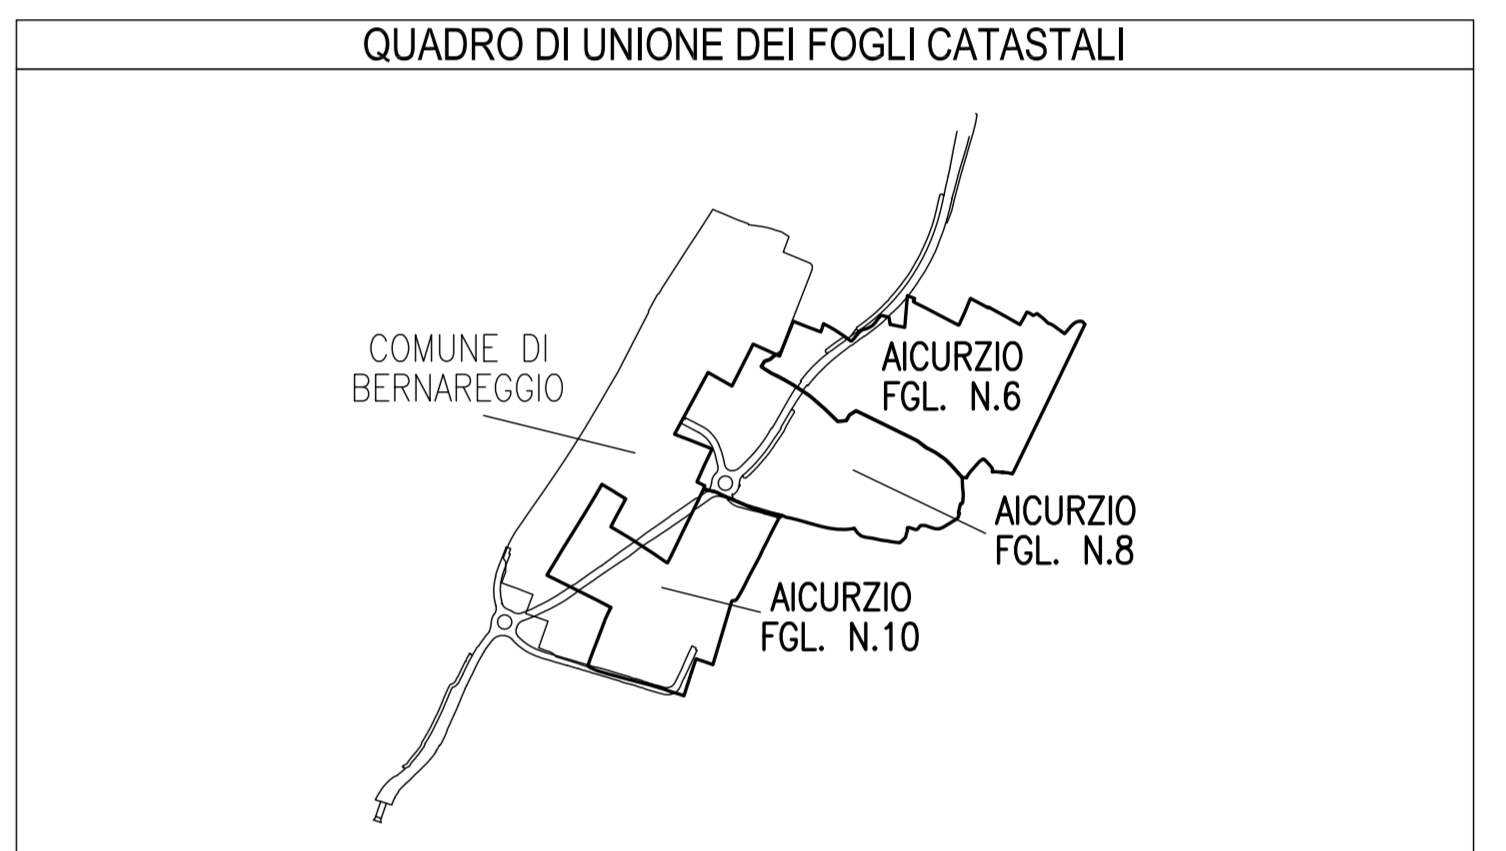 QUADRO DI UNIONE DEI FOGLI CATASTALI
COMUNE DI
BERNAREGGIO
AICURZIO
FGL. N.6
AICURZIO
FGL. N.8
AICURZIO
FGL. N.10